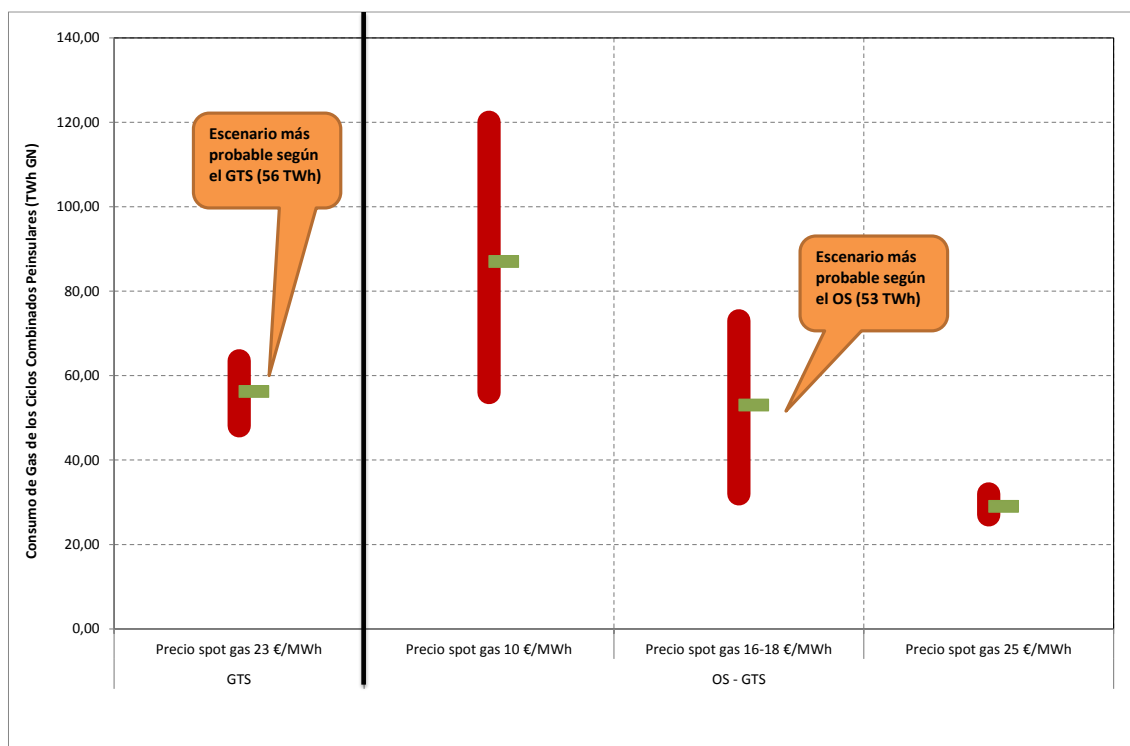 Consumo de Gas de los Ciclos Combinados Peinsulares (TWh GN)
140,00
120,00
100,00
80,00
60,00
40,00
20,00
0,00
Escenario más
probable según
el GTS (56 TWh)
Escenario más
probable según
el OS (53 TWh)
Precio spot gas 23 €/MWh
Precio spot gas 10 €/MWh
Precio spot gas 16-18 €/MWh
Precio spot gas 25 €/MWh
GTS
OS - GTS